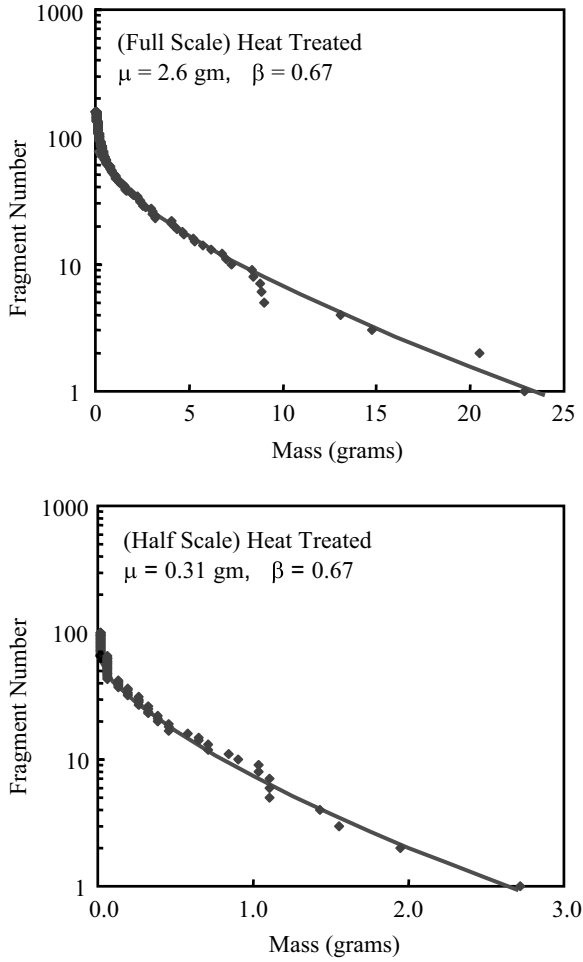 (Full Scale) Heat Treated
μ = 2.6 gm, β = 0.67
Fragment Number
1000
100
10
1
0
5
10
15
20
25
Mass (grams)
(Half Scale) Heat Treated
μ = 0.31 gm, β = 0.67
Fragment Number
1000
100
10
1
0.0
1.0
2.0
3.0
Mass (grams)